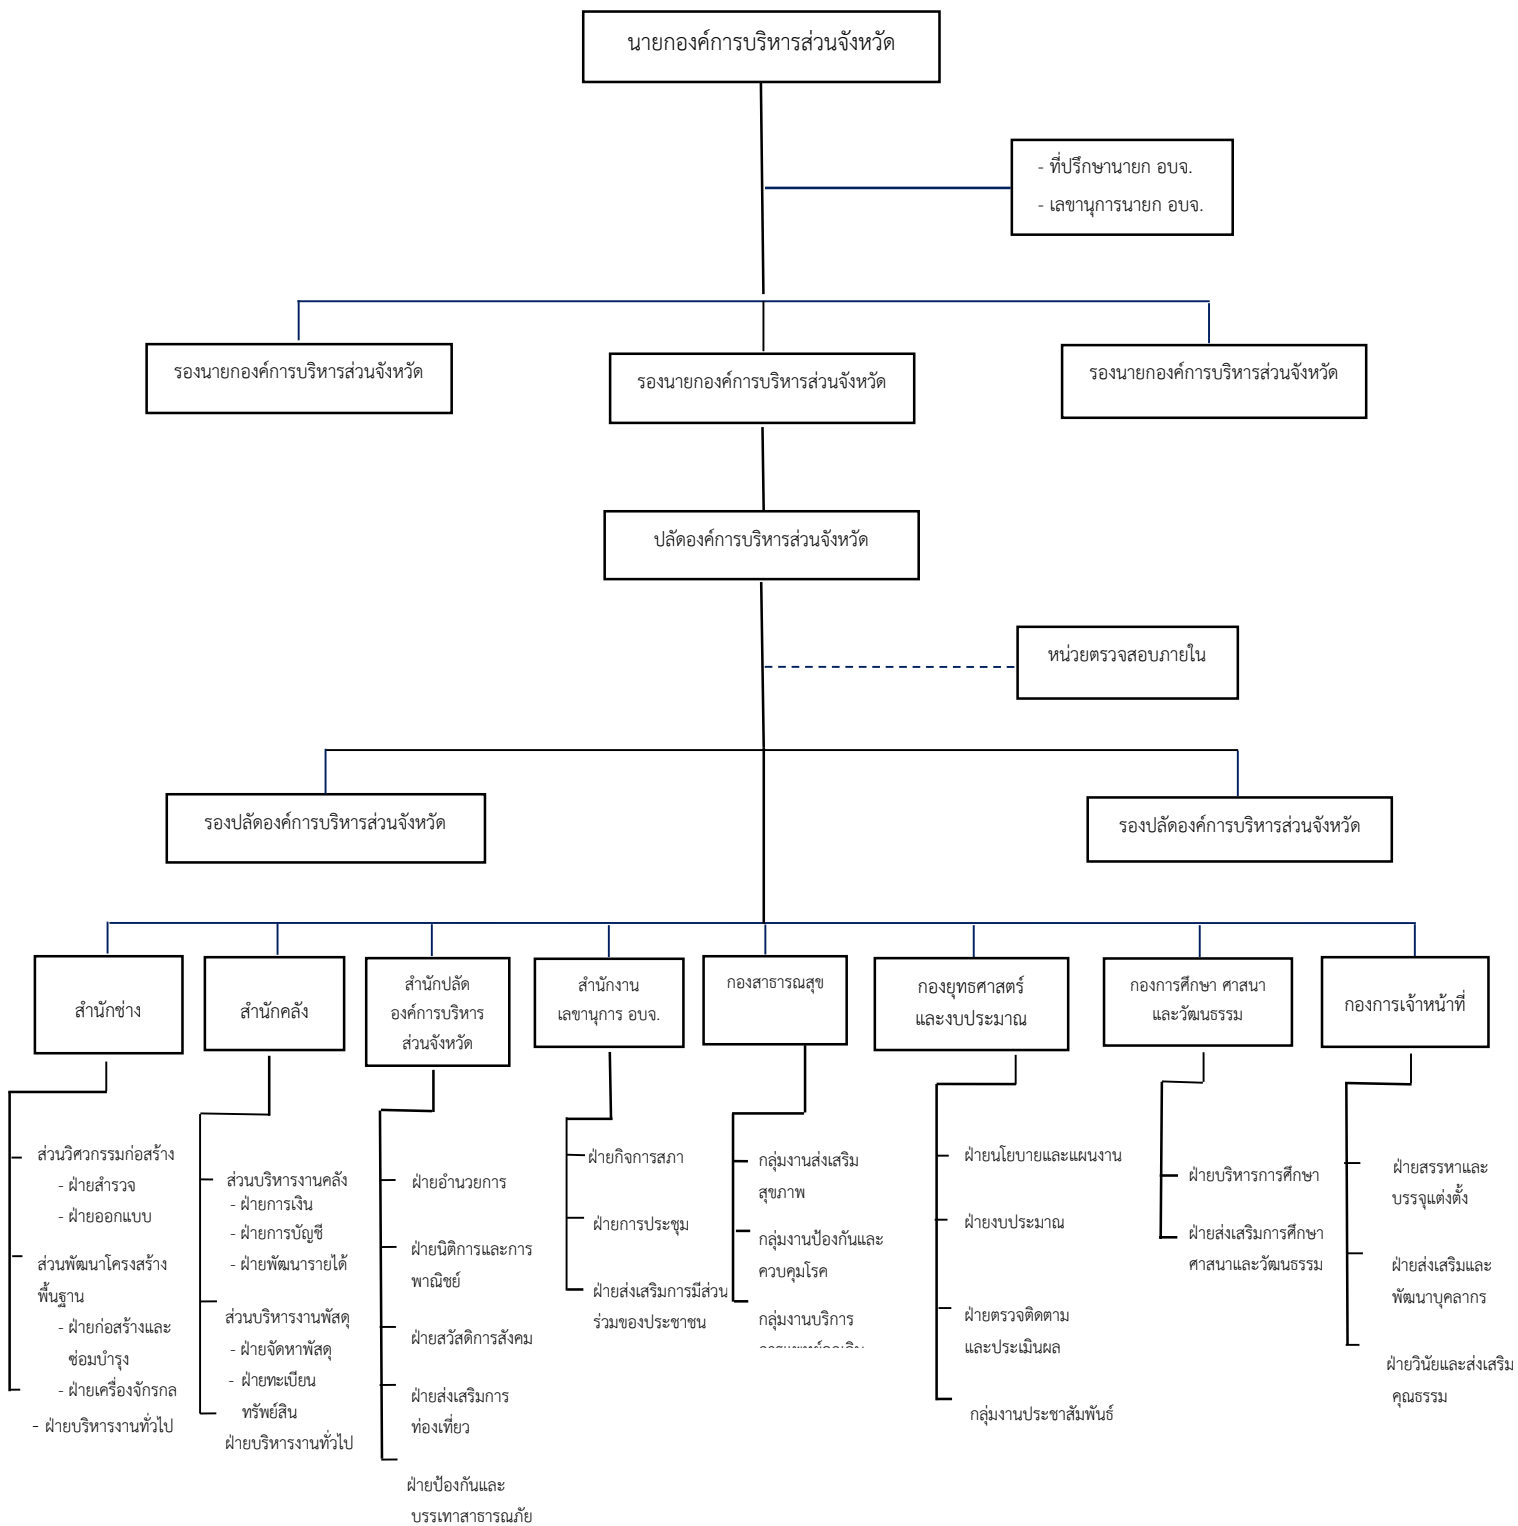 นายกองค์การบริหารส่วนจังหวัด
- ที่ปรึกษานายก อบจ.
- เลขานุการนายก อบจ.
รองนายกองค์การบริหารส่วนจังหวัด
รองนายกองค์การบริหารส่วนจังหวัด
รองนายกองค์การบริหารส่วนจังหวัด
ปลัดองค์การบริหารส่วนจังหวัด
หน่วยตรวจสอบภายใน
รองปลัดองค์การบริหารส่วนจังหวัด
รองปลัดองค์การบริหารส่วนจังหวัด
สำนักช่าง
ส่วนวิศวกรรมก่อสร้าง
- ฝ่ายสำรวจ
- ฝ่ายออกแบบ
ส่วนพัฒนาโครงสร้าง
พื้นฐาน
- ฝ่ายก่อสร้างและ
ซ่อมบำรุง
- ฝ่ายเครื่องจักรกล
- ฝ่ายบริหารงานทั่วไป
สำนักคลัง
ส่วนบริหารงานคลัง
- ฝ่ายการเงิน
- ฝ่ายการบัญชี
- ฝ่ายพัฒนารายได้
ส่วนบริหารงานพัสดุ
- ฝ่ายจัดหาพัสดุ
- ฝ่ายทะเบียน
ทรัพย์สิน
ฝ่ายบริหารงานทั่วไป
สำนักปลัด
องค์การบริหาร
ส่วนจังหวัด
ฝ่ายอำนวยการ
ฝ่ายนิติการและการ
พาณิชย์
ฝ่ายสวัสดิการสังคม
ฝ่ายส่งเสริมการ
ท่องเที่ยว
ฝ่ายป้องกันและ
บรรเทาสาธารณภัย
สำนักงาน
เลขานุการ อบจ.
ฝ่ายกิจการสภา
ฝ่ายการประชุม
ฝ่ายส่งเสริมการมีส่วน
ร่วมของประชาชน
กองสาธารณสุข
กลุ่มงานส่งเสริม
สุขภาพ
กลุ่มงานป้องกันและ
ควบคุมโรค
กลุ่มงานบริการ
กองยุทธศาสตร์
และงบประมาณ
ฝ่ายนโยบายและแผนงาน
ฝ่ายงบประมาณ
ฝ่ายตรวจติดตาม
และประเมินผล
กลุ่มงานประชาสัมพันธ์
กองการศึกษา ศาสนา
และวัฒนธรรม
ฝ่ายบริหารการศึกษา
ฝ่ายส่งเสริมการศึกษา
ศาสนาและวัฒนธรรม
กองการเจ้าหน้าที่
ฝ่ายสรรหาและ
บรรจุแต่งตั้ง
ฝ่ายส่งเสริมและ
พัฒนาบุคลากร
ฝ่ายวินัยและส่งเสริม
คุณธรรม